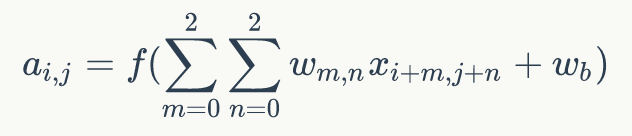 a_{i,j} = f(\sum_{m=0}^{2} \sum_{n=0}^{2} w_{m,n} x_{i+m,j+n} + w_b)